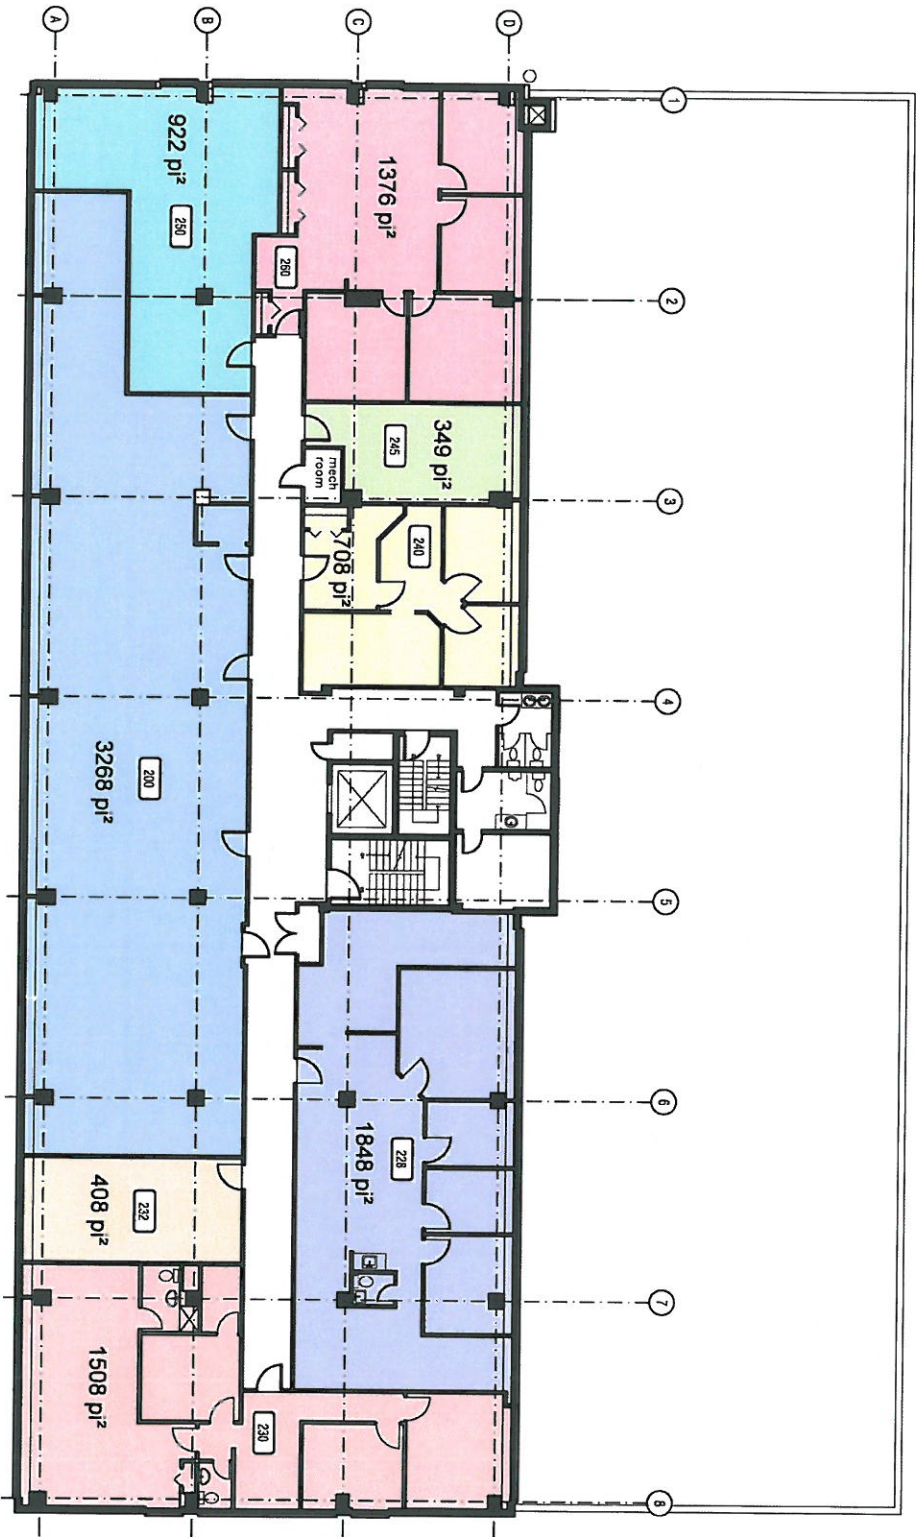 A
B
C
D
1
2
3
4
5
6
7
8
922 pi²
250
1376 pi²
260
349 pi²
245
mech
room
240
708 pi²
3268 pi²
200
1848 pi²
228
408 pi²
232
1508 pi²
230